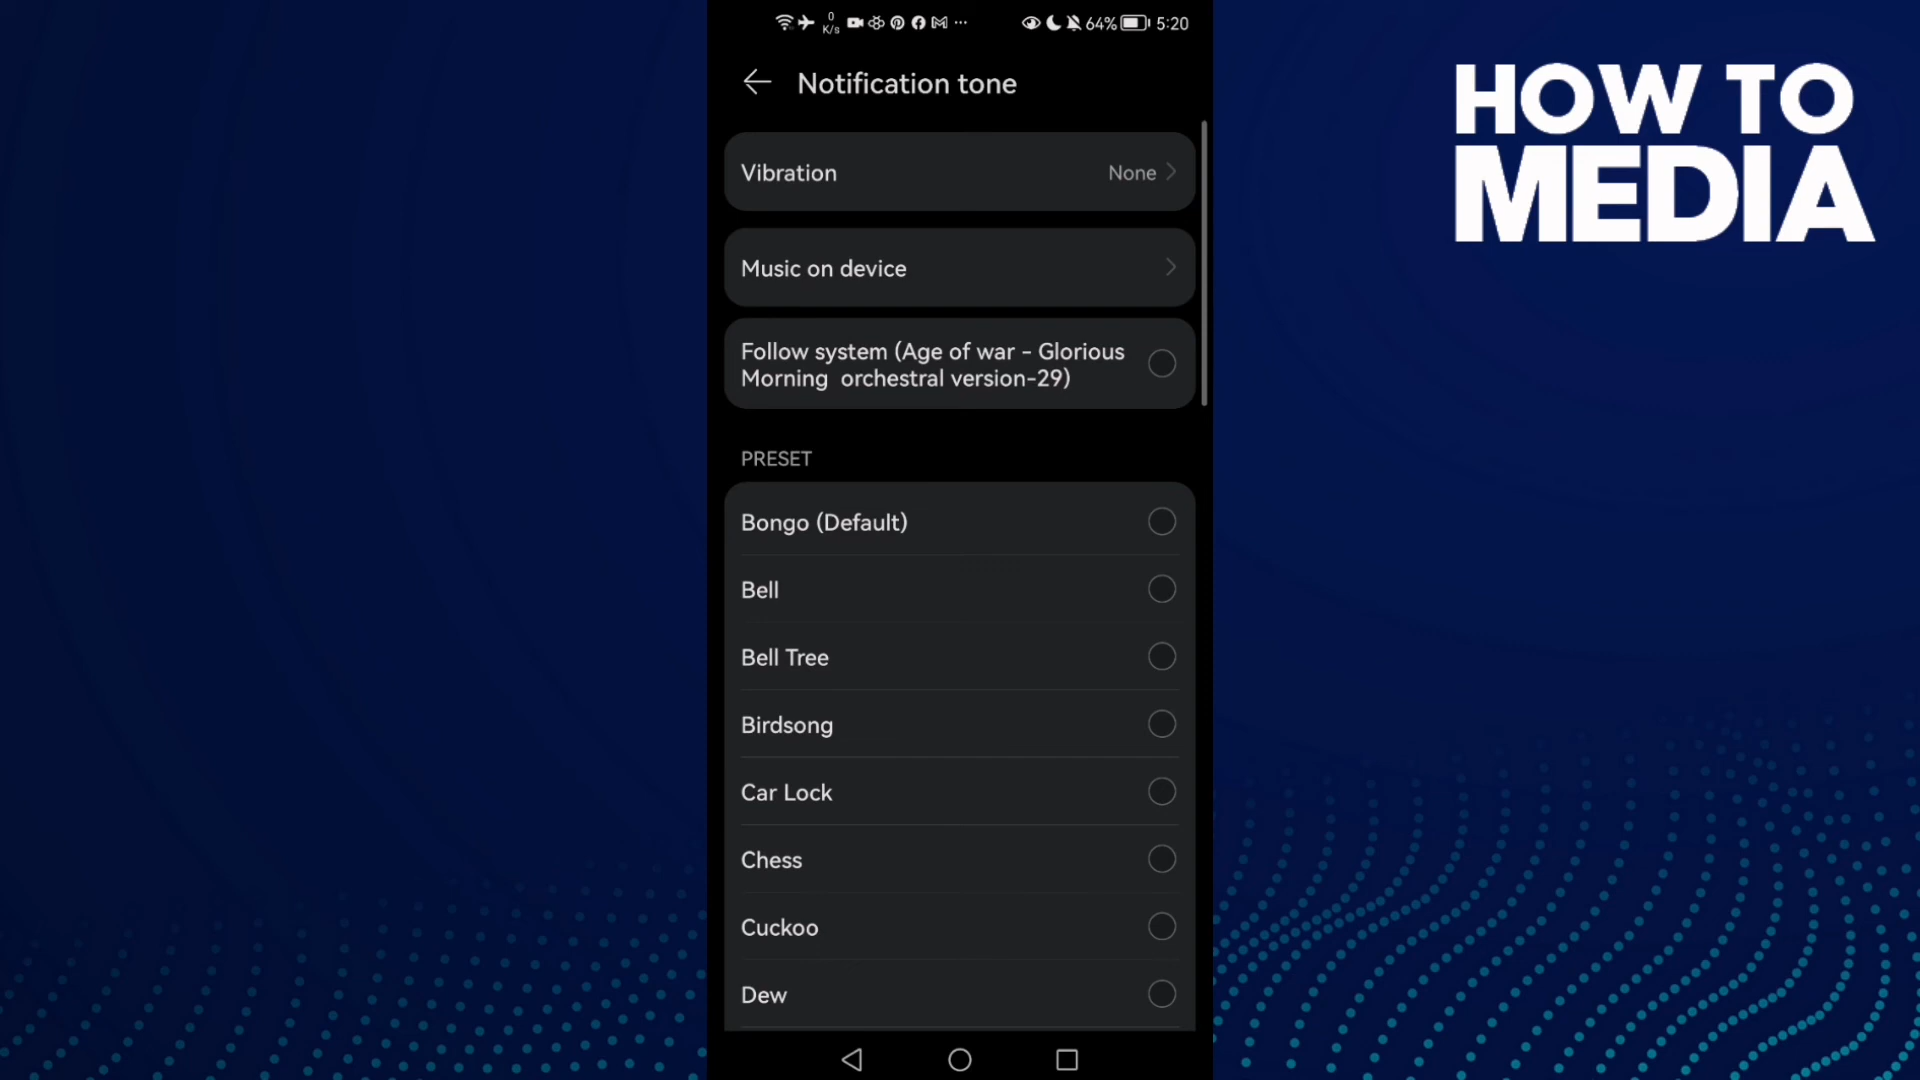 0
K/s
64% 5:20
Notification tone
Vibration None
Music on device
Follow system (Age of war - Glorious
Morning orchestral version-29)
PRESET
Bongo (Default)
Bell
Bell Tree
Birdsong
Car Lock
Chess
Cuckoo
Dew
HOW TO
MEDIA